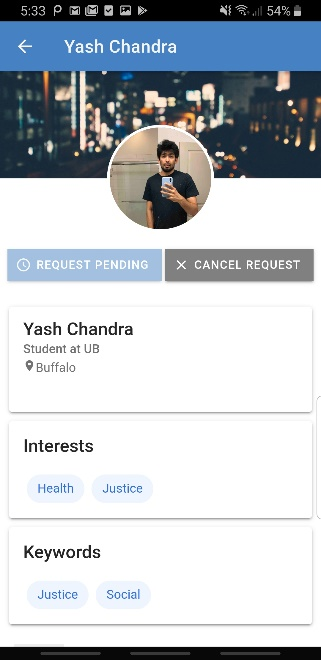 5:33 54%
Yash Chandra
REQUEST PENDING CANCEL REQUEST
Yash Chandra
Student at UB
Buffalo
Interests
Health Justice
Keywords
Justice Social